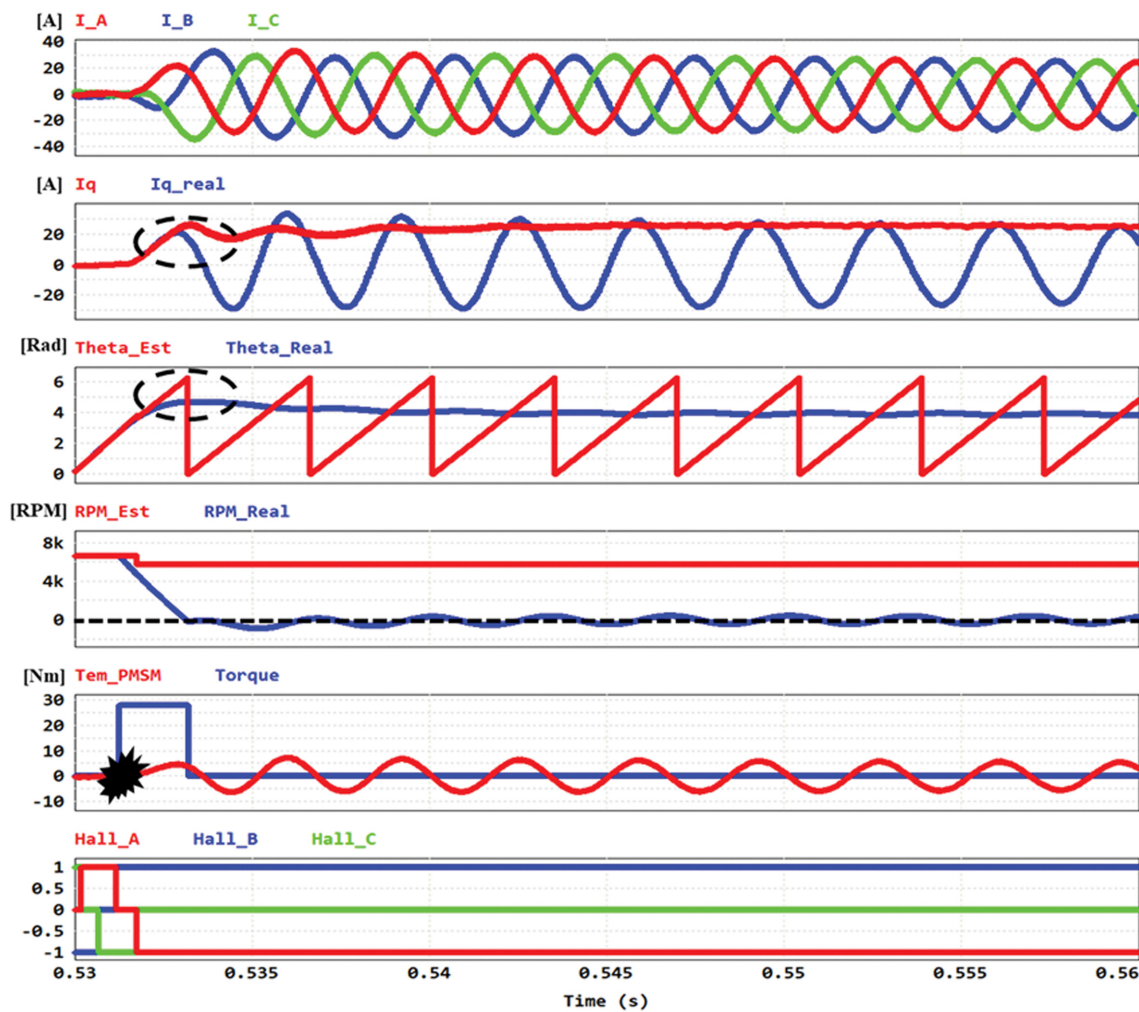 [A] I_A I_B I_C
40
20
0
-20
-40
[A] Iq Iq_real
20
0
-20
[Rad] Theta_Est Theta_Real
6
4
2
0
[RPM] RPM_Est RPM_Real
8k
4k
0
[Nm] Tem_PMSM Torque
30
10
0
-10
Hall_A Hall_B Hall_C
1
0.5
0
-0.5
-1
0.53 0.535 0.54 0.545 0.55 0.555 0.56
Time (s)